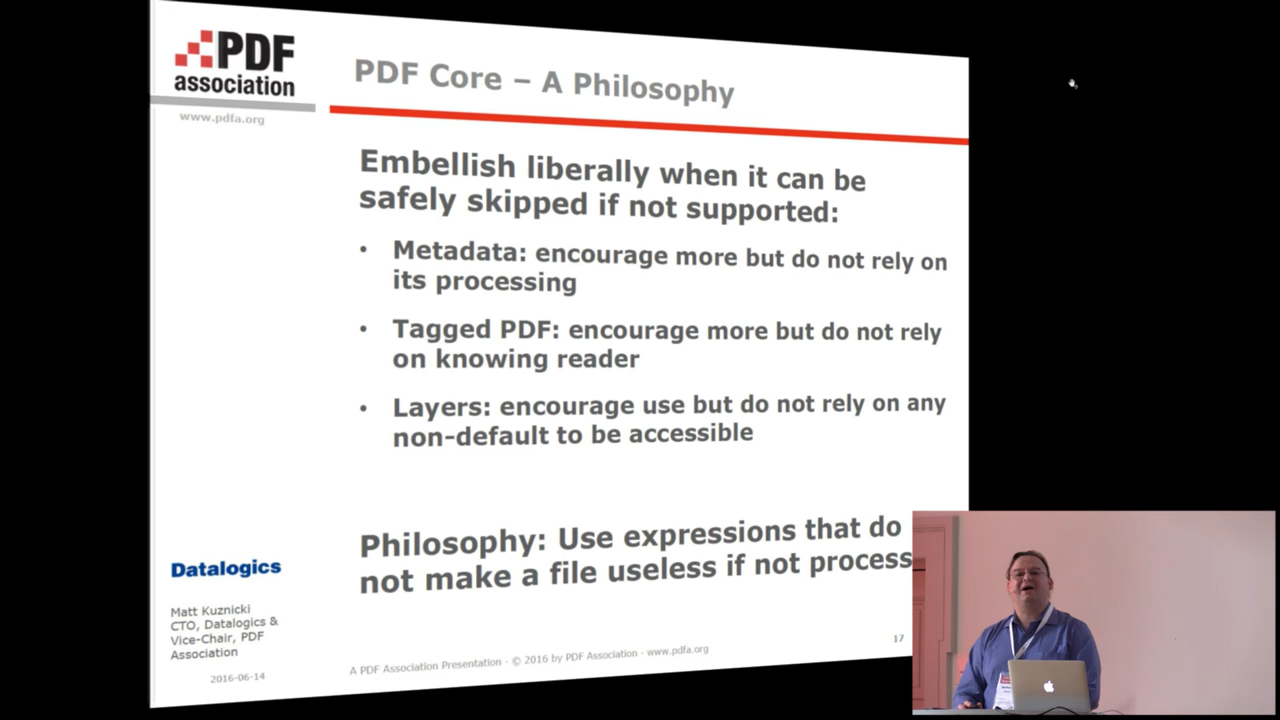 PDF
association
www.pdfa.org
PDF Core – A Philosophy
Embellish liberally when it can be
safely skipped if not supported:
• Metadata: encourage more but do not rely on
its processing
• Tagged PDF: encourage more but do not rely
on knowing reader
• Layers: encourage use but do not rely on any
non-default to be accessible
Philosophy: Use expressions that do
not make a file useless if not process
Datalogics
Matt Kuznicki
CTO, Datalogics &
Vice-Chair, PDF
Association
2016-06-14
A PDF Association Presentation · © 2016 by PDF Association · www.pdfa.org
17